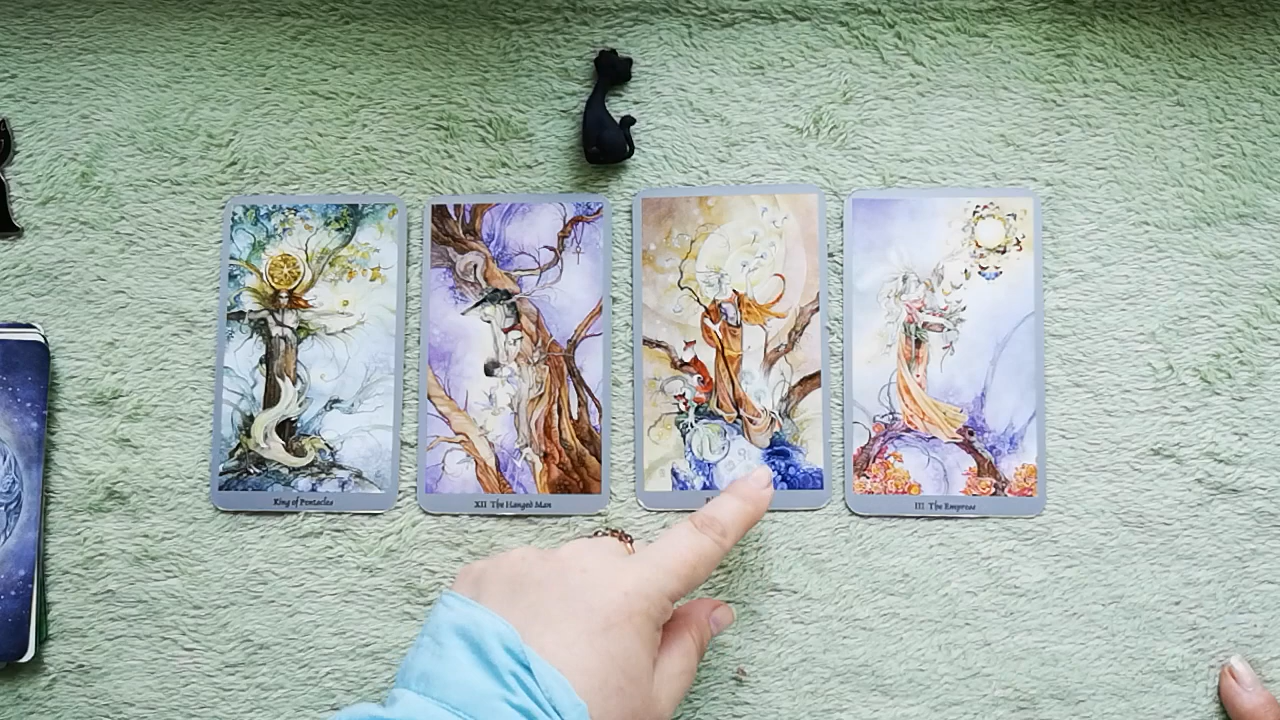 King of Pentacles
XII The Hanged Man
III The Empress